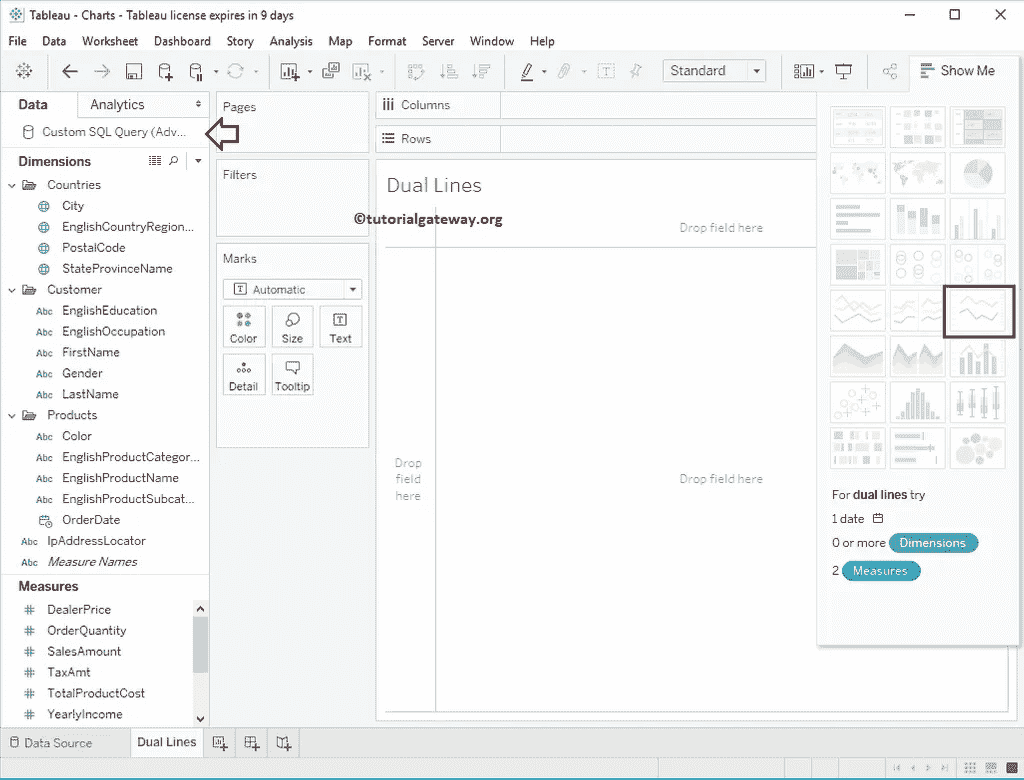 Tableau - Charts - Tableau license expires in 9 days
File Data Worksheet Dashboard Story Analysis Map Format Server Window Help
Standard
Show Me
Data
Analytics
Custom SQL Query (Adv...
Dimensions
Countries
City
EnglishCountryRegion...
PostalCode
StateProvinceName
Customer
Abc EnglishEducation
Abc EnglishOccupation
Abc FirstName
Abc Gender
Abc LastName
Products
Abc Color
Abc EnglishProductCategor...
Abc EnglishProductName
Abc EnglishProductSubcat...
OrderDate
Abc IpAddressLocator
Abc Measure Names
Measures
# DealerPrice
# OrderQuantity
# SalesAmount
# TaxAmt
# TotalProductCost
# YearlyIncome
Pages
Filters
Marks
T Automatic
Color
Size
T Text
Detail
Tooltip
Columns
Rows
Dual Lines
©tutorialgateway.org
Drop field here
Drop
field
here
Drop field here
For dual lines try
1 date
0 or more Dimensions
2 Measures
Data Source
Dual Lines